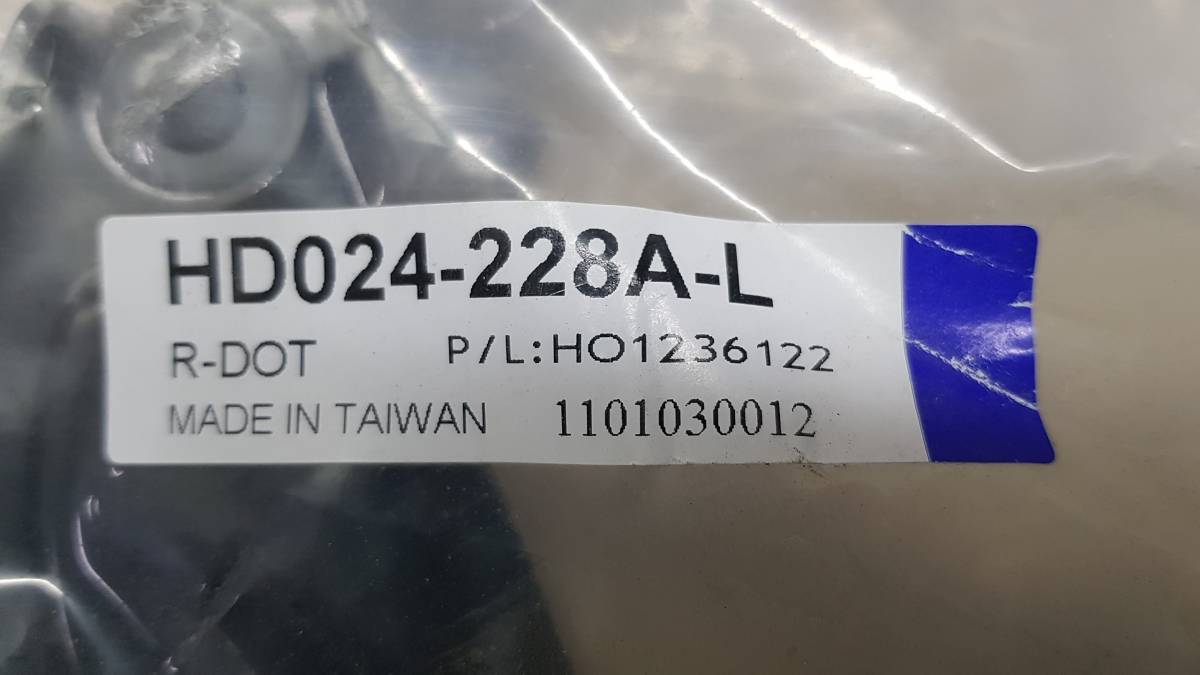 HD024-228A-L
R-DOT P/L:HO1236122
MADE IN TAIWAN 1101030012